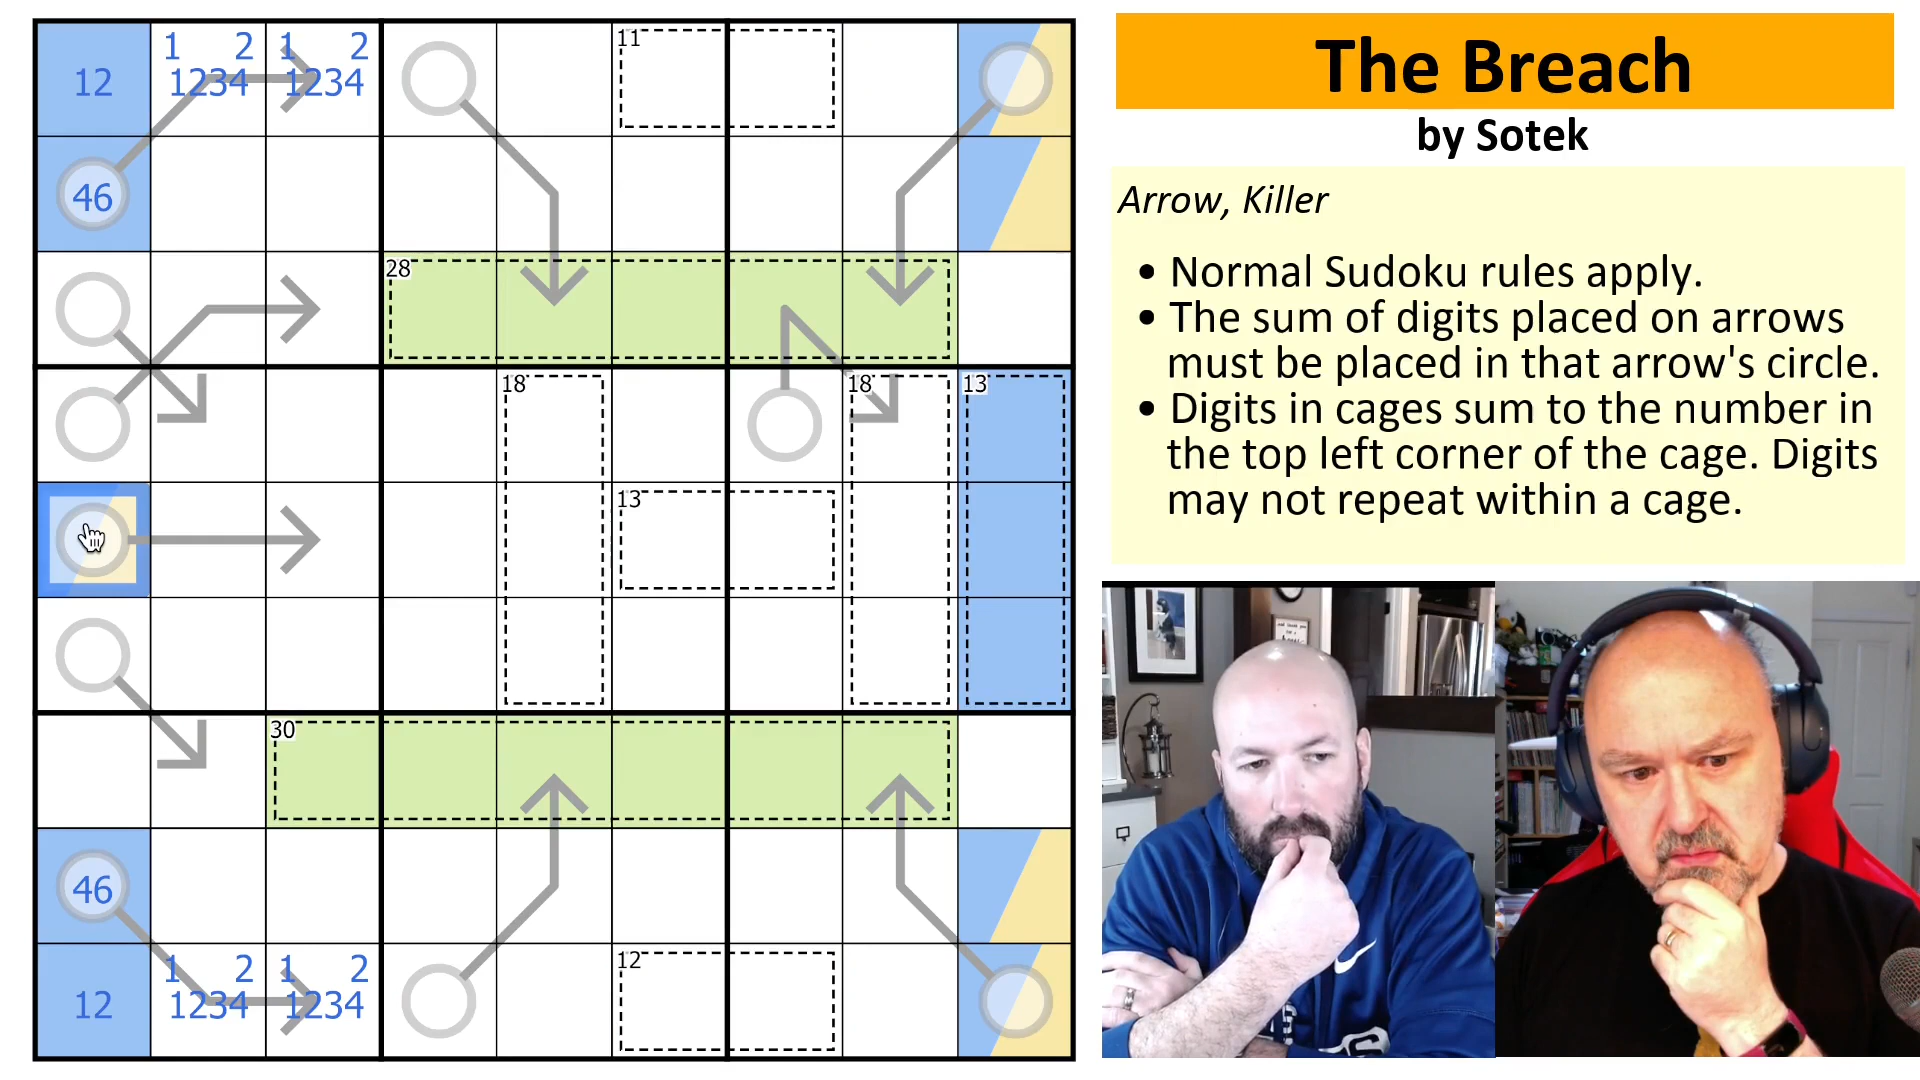 The Breach
by Sotek
Arrow, Killer
• Normal Sudoku rules apply.
• The sum of digits placed on arrows
must be placed in that arrow's circle.
• Digits in cages sum to the number in
the top left corner of the cage. Digits
may not repeat within a cage.
12
1 2
1234
1 2
1234
11
46
28
18
18
13
13
30
46
12
1 2
1234
1 2
1234
12